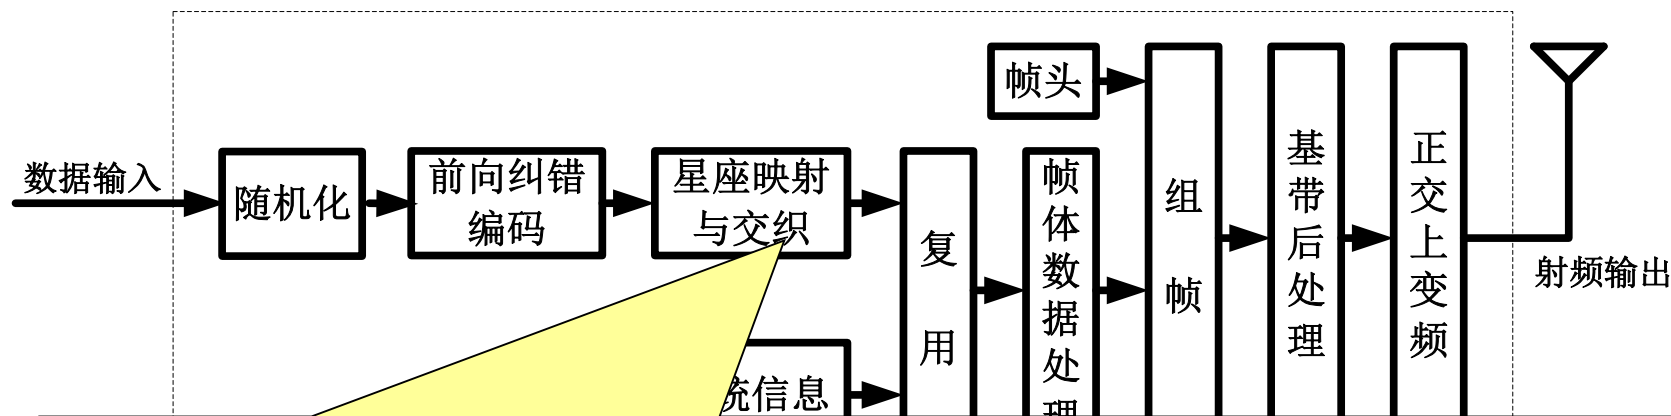 帧头
数据输入
随机化
前向纠错
编码
星座映射
与交织
复用
帧体数据处理
组帧
基带后处理
正交上变频
射频输出
统信息